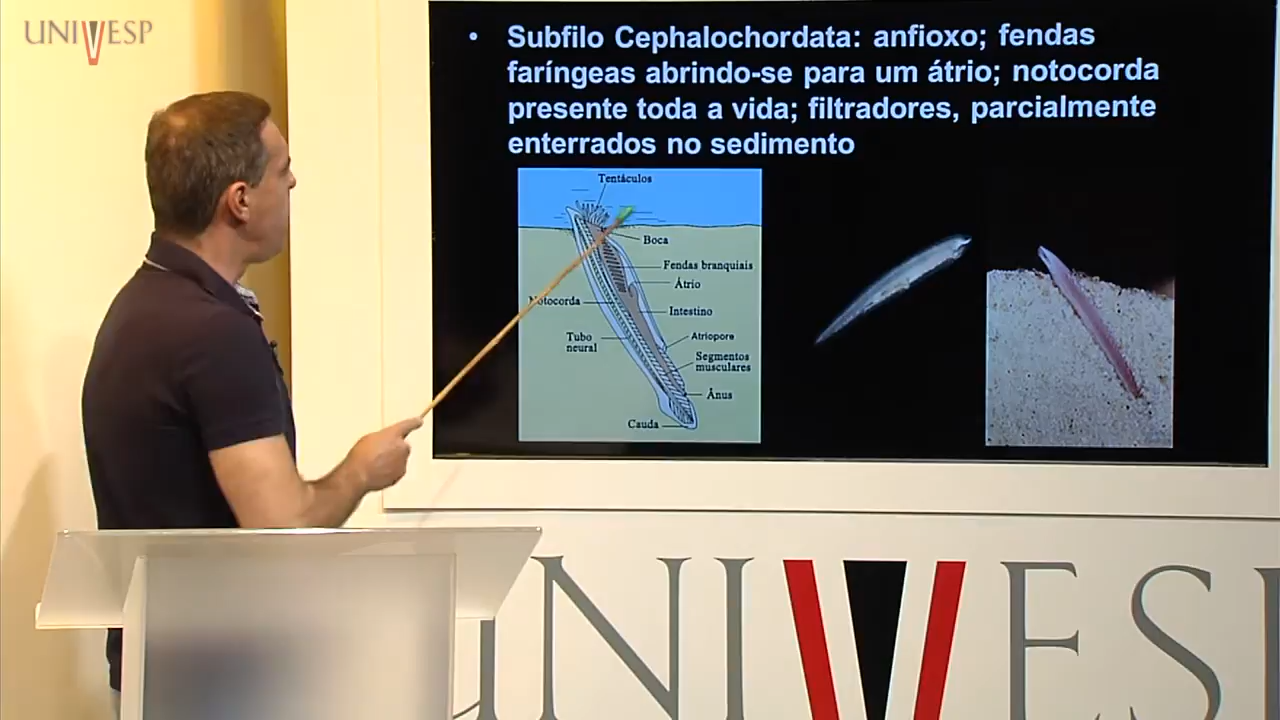 UNIVESP
• Subfilo Cephalochordata: anfioxo; fendas
faríngeas abrindo-se para um átrio; notocorda
presente toda a vida; filtradores, parcialmente
enterrados no sedimento
Tentáculos
Boca
Fendas branquiais
Átrio
Notocorda
Intestino
Tubo
neural
Atriopore
Segmentos
musculares
Ânus
Cauda
UNIVESP